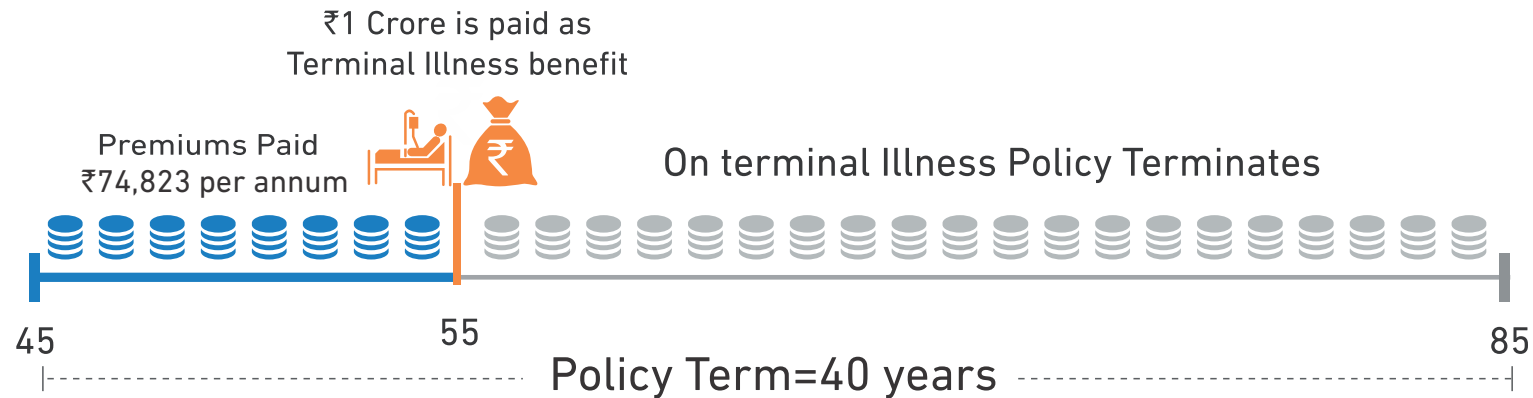 ₹1 Crore is paid as
Terminal Illness benefit
Premiums Paid
₹74,823 per annum
₹
On terminal Illness Policy Terminates
45
55
85
Policy Term=40 years